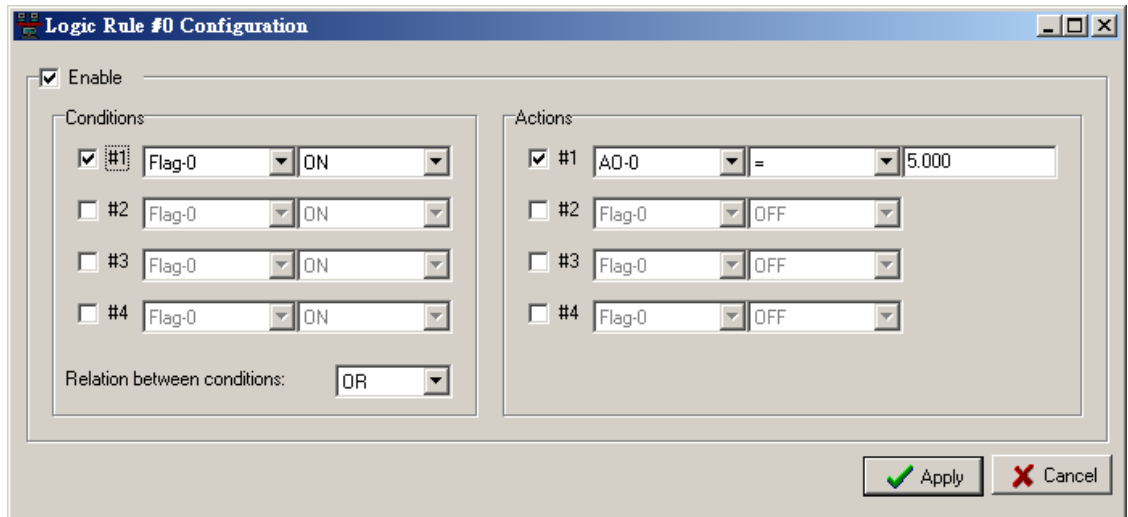 Logic Rule #0 Configuration
Enable
Conditions
#1 Flag-0 ON
#2 Flag-0 ON
#3 Flag-0 ON
#4 Flag-0 ON
Relation between conditions: OR
Actions
#1 AO-0 = 5.000
#2 Flag-0 OFF
#3 Flag-0 OFF
#4 Flag-0 OFF
Apply Cancel